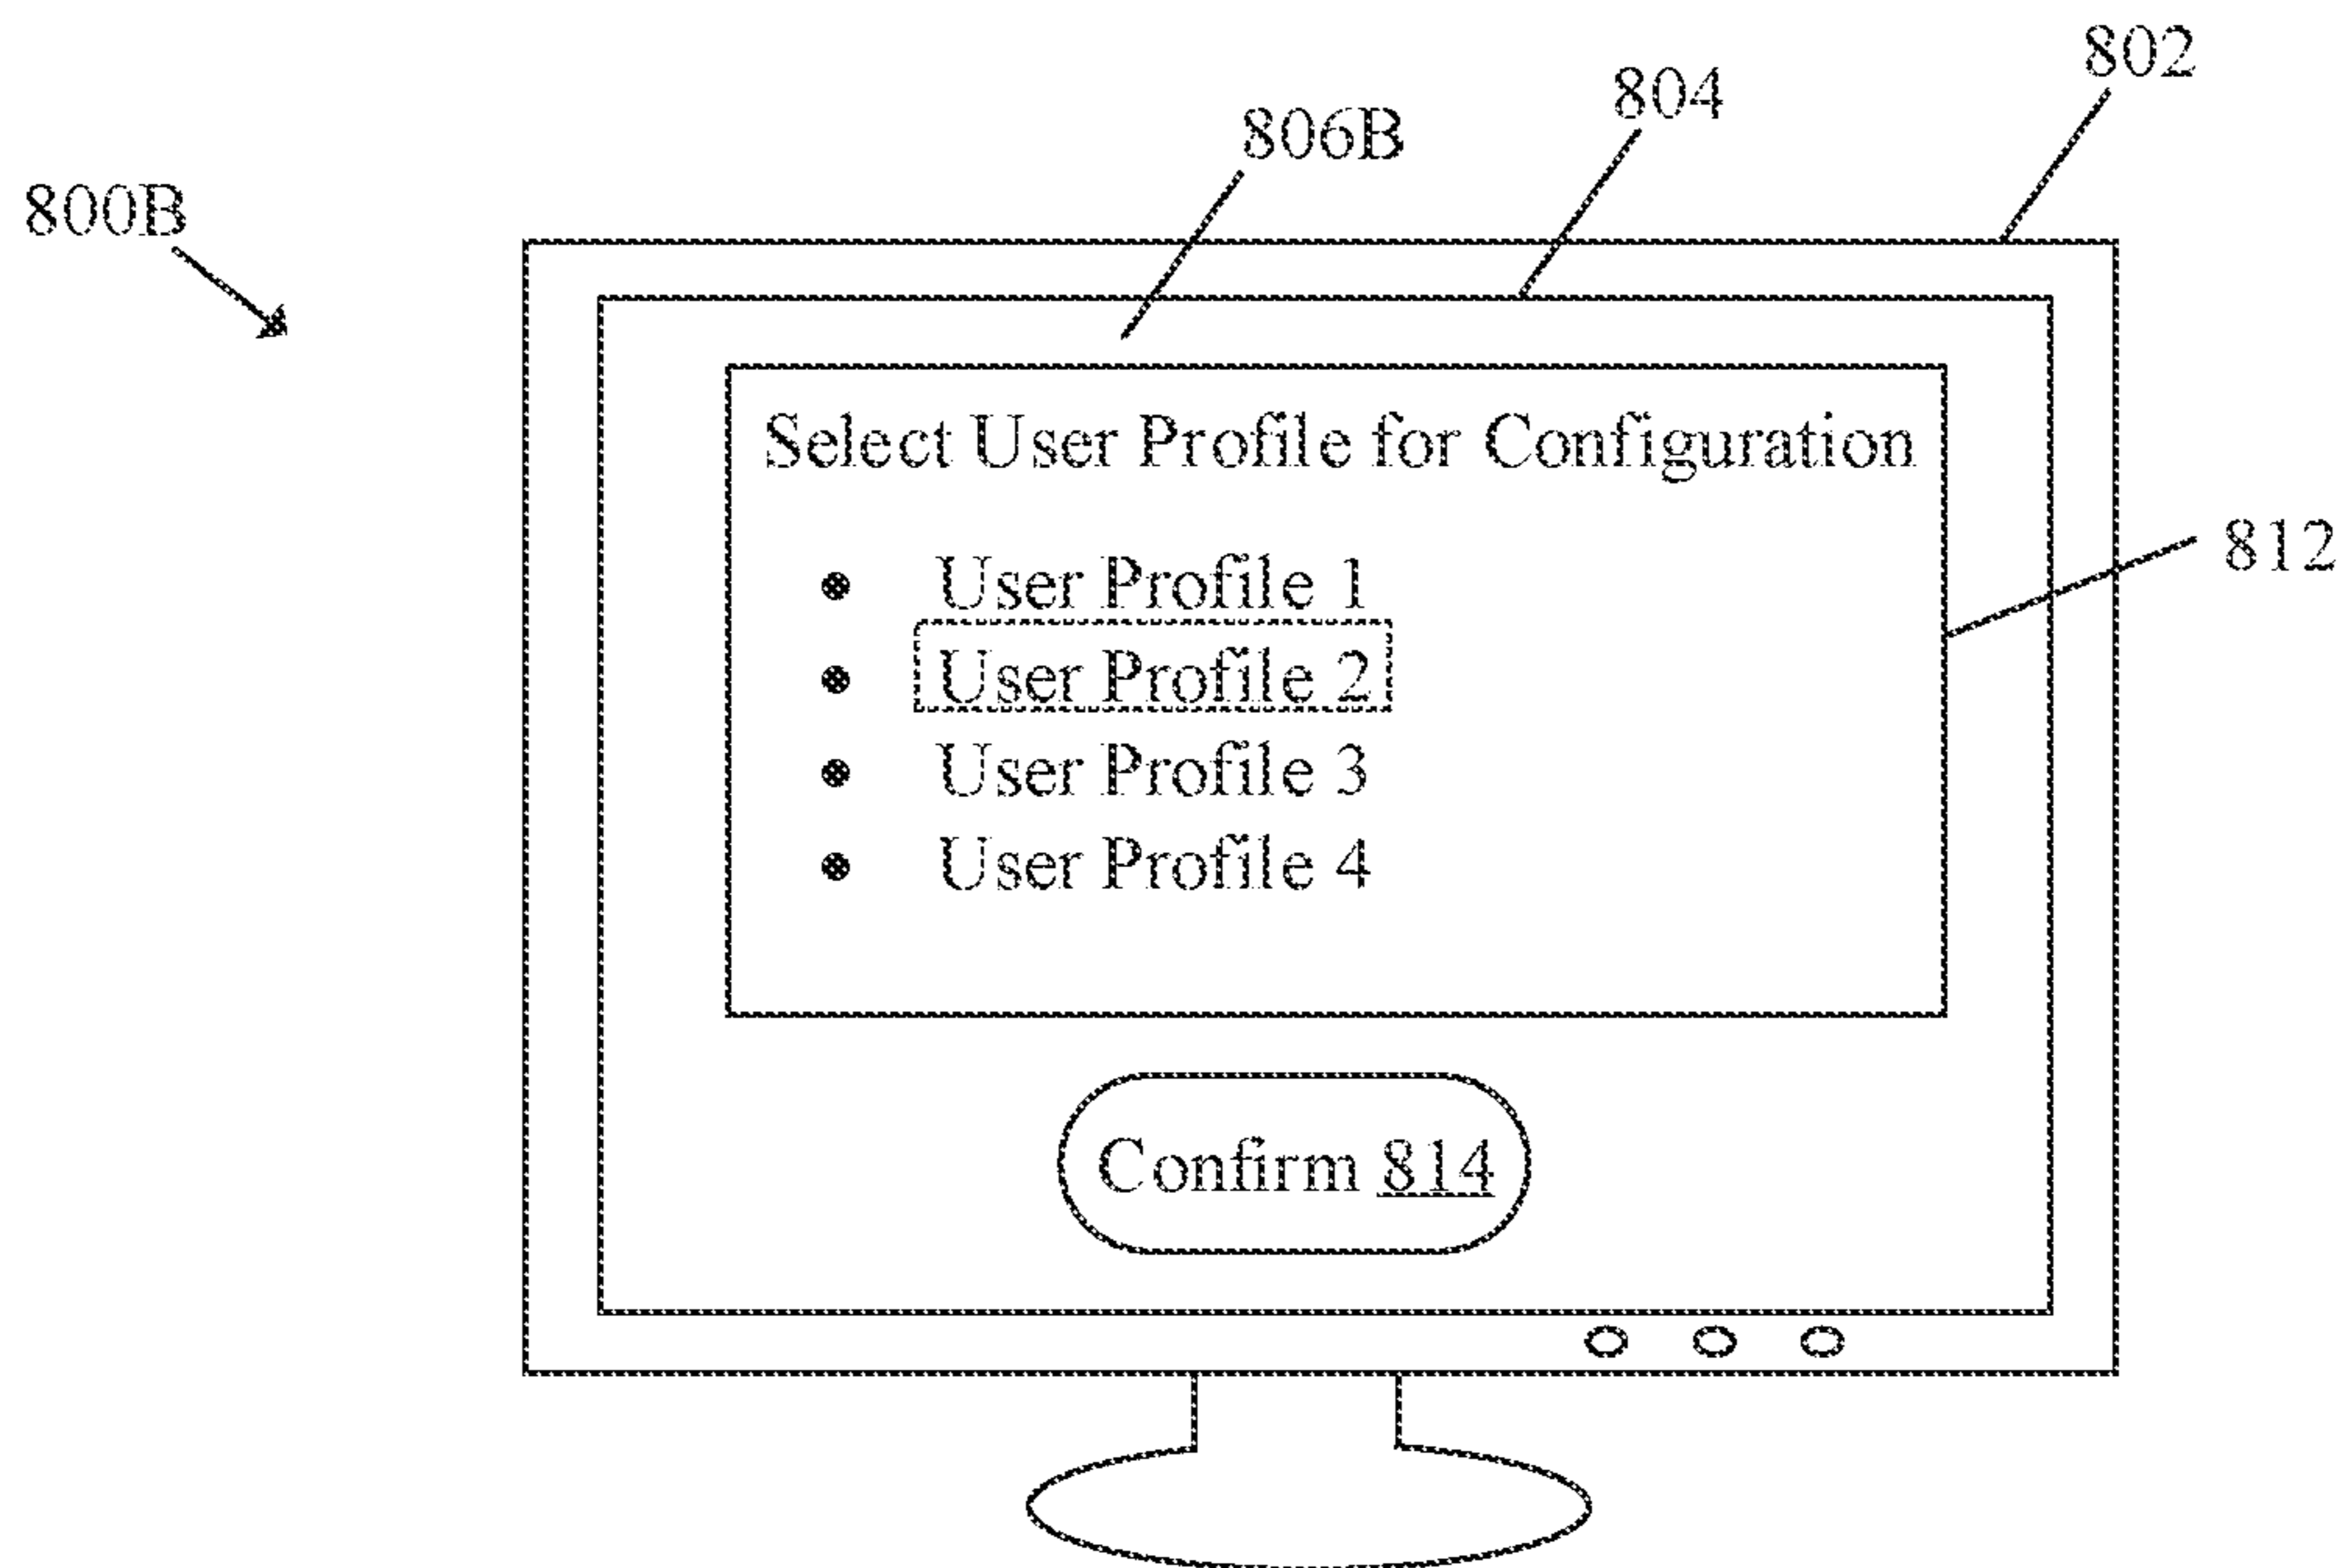 802
804
806B
800B
Select User Profile for Configuration
812
• User Profile 1
• User Profile 2
• User Profile 3
• User Profile 4
Confirm 814